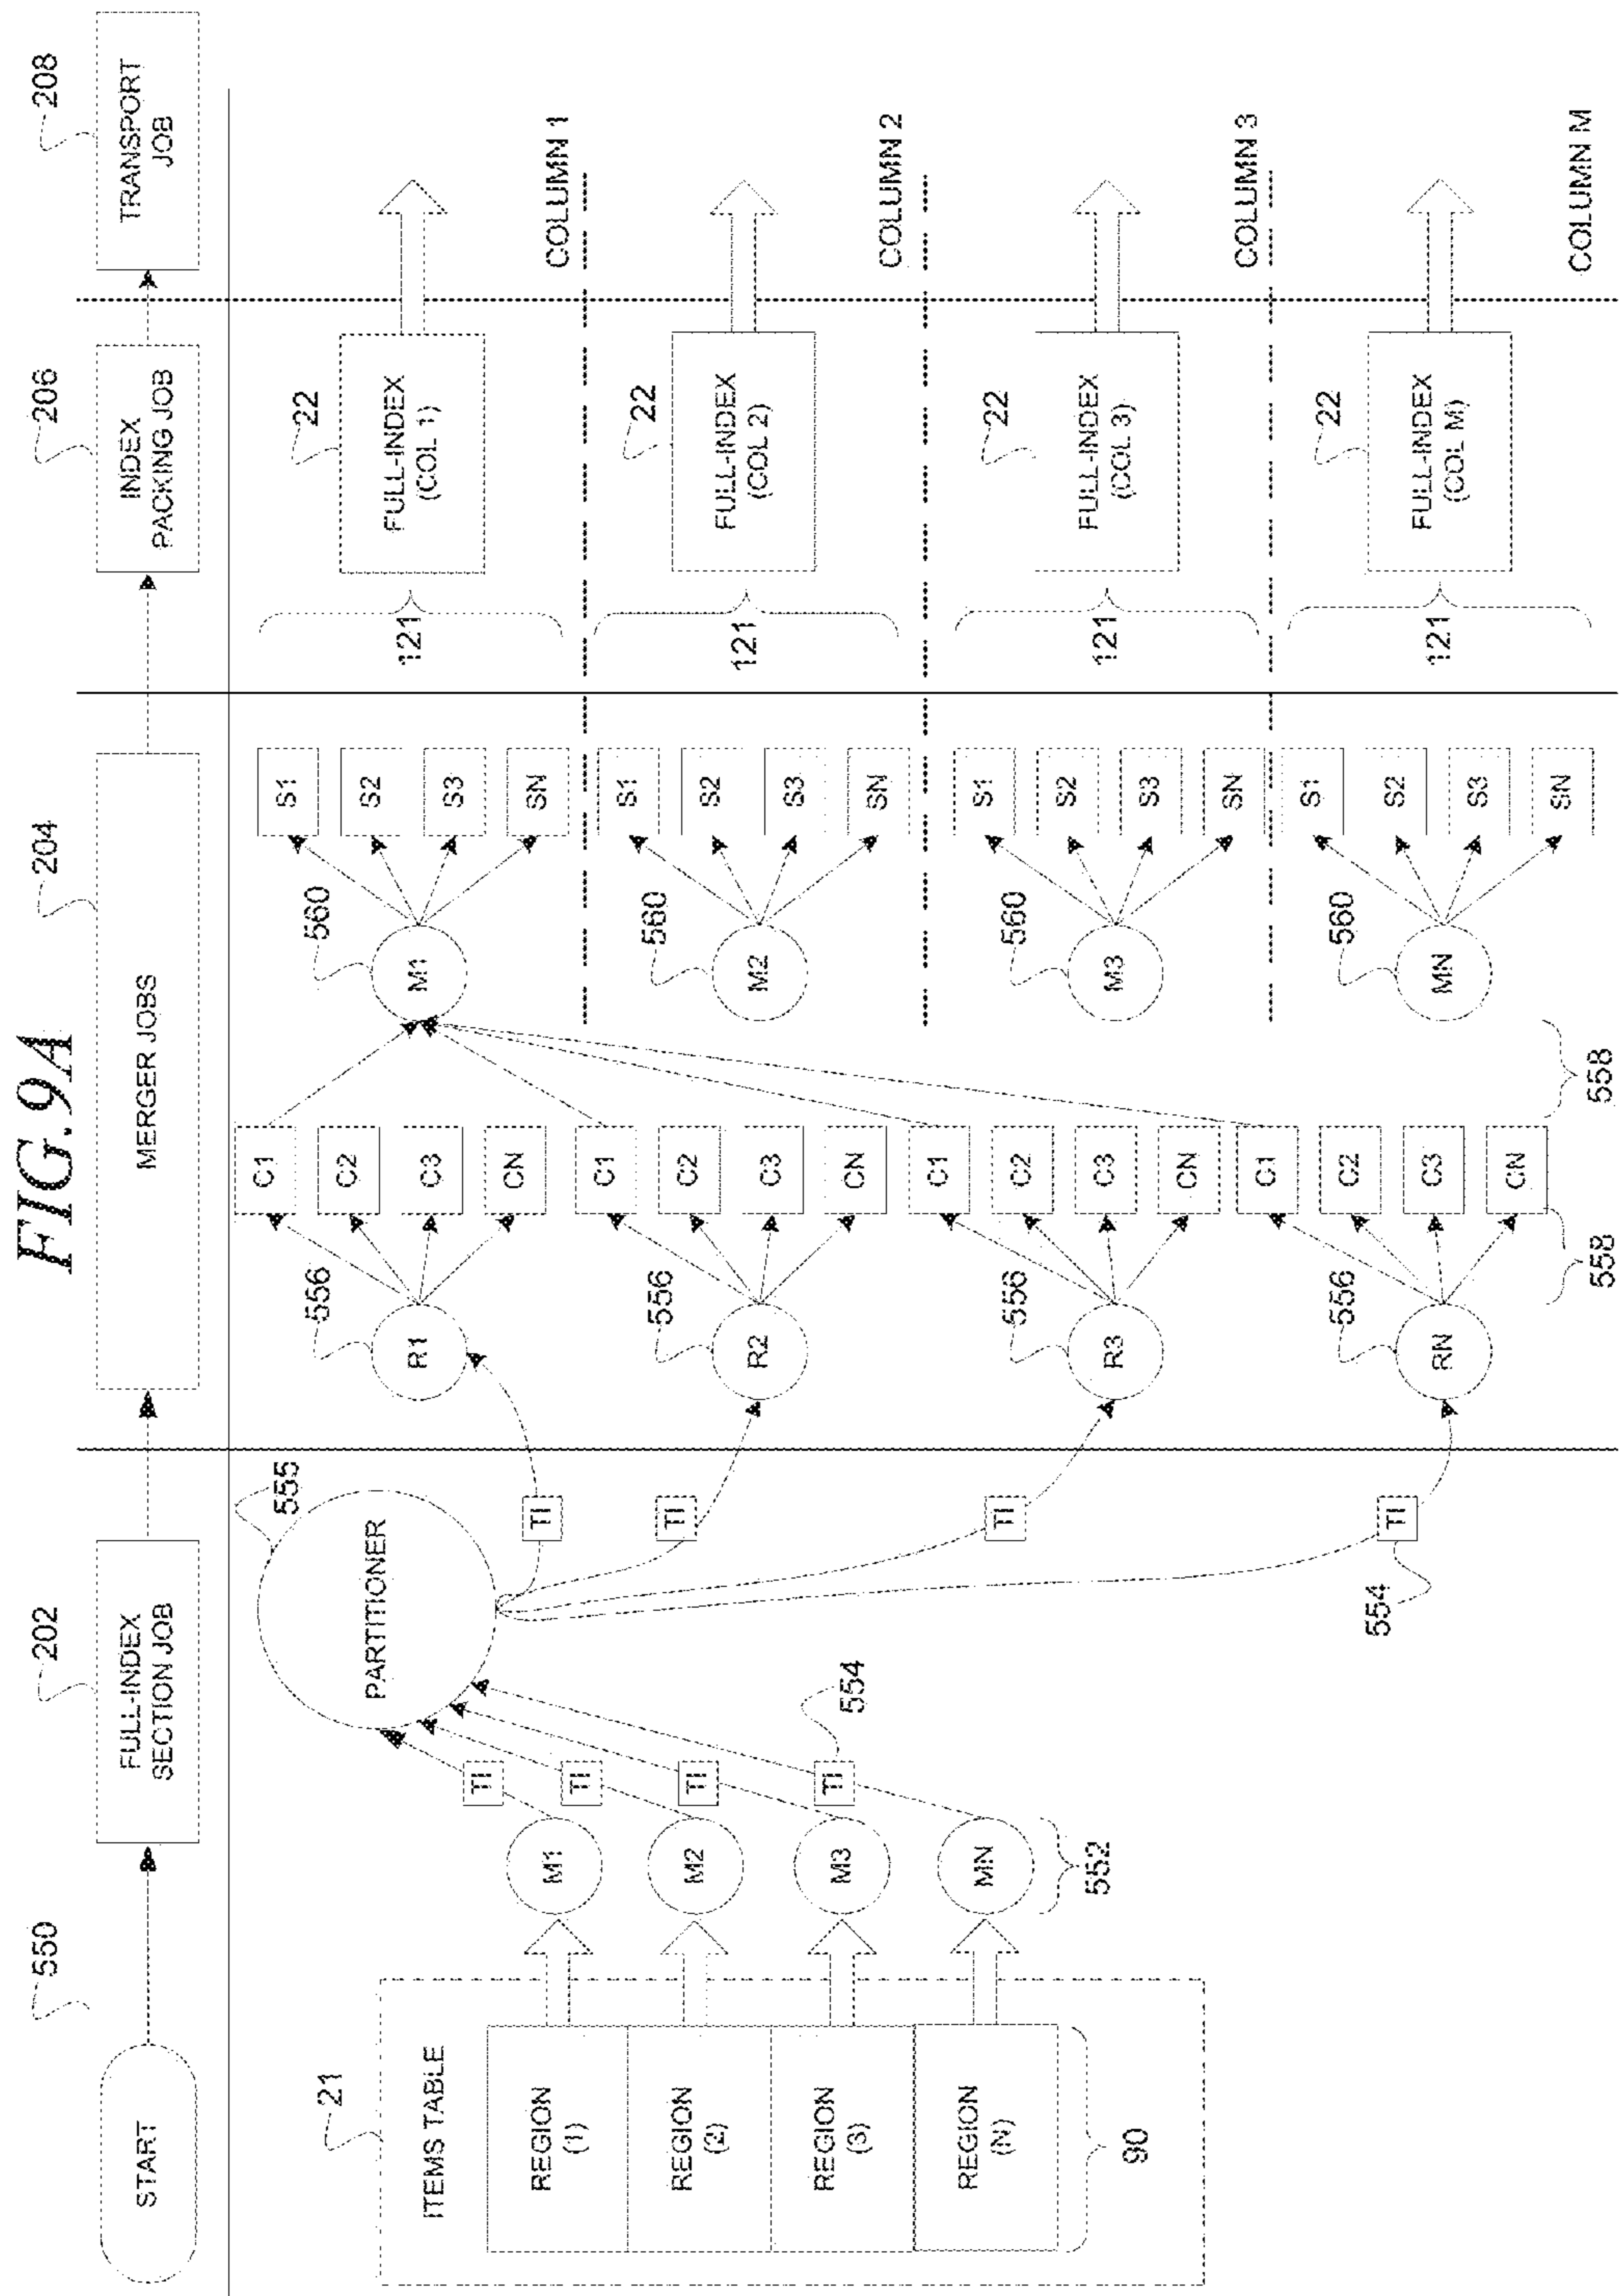 FIG. 9A
550
202
204
206
208
START
FULL-INDEX
SECTION JOB
MERGER JOBS
INDEX
PACKING JOB
TRANSPORT
JOB
21
ITEMS TABLE
REGION
(1)
REGION
(2)
REGION
(3)
REGION
(N)
90
M1
M2
M3
MN
552
TI
TI
TI
TI
554
PARTITIONER
555
TI
TI
TI
TI
554
556
R1
C1
C2
C3
CN
556
R2
C1
C2
C3
CN
556
R3
C1
C2
C3
CN
556
RN
C1
C2
C3
CN
558
558
560
M1
S1
S2
S3
SN
560
M2
S1
S2
S3
SN
560
M3
S1
S2
S3
SN
560
MN
S1
S2
S3
SN
121
22
FULL-INDEX
(COL 1)
COLUMN 1
121
22
FULL-INDEX
(COL 2)
COLUMN 2
121
22
FULL-INDEX
(COL 3)
COLUMN 3
121
22
FULL-INDEX
(COL M)
COLUMN M